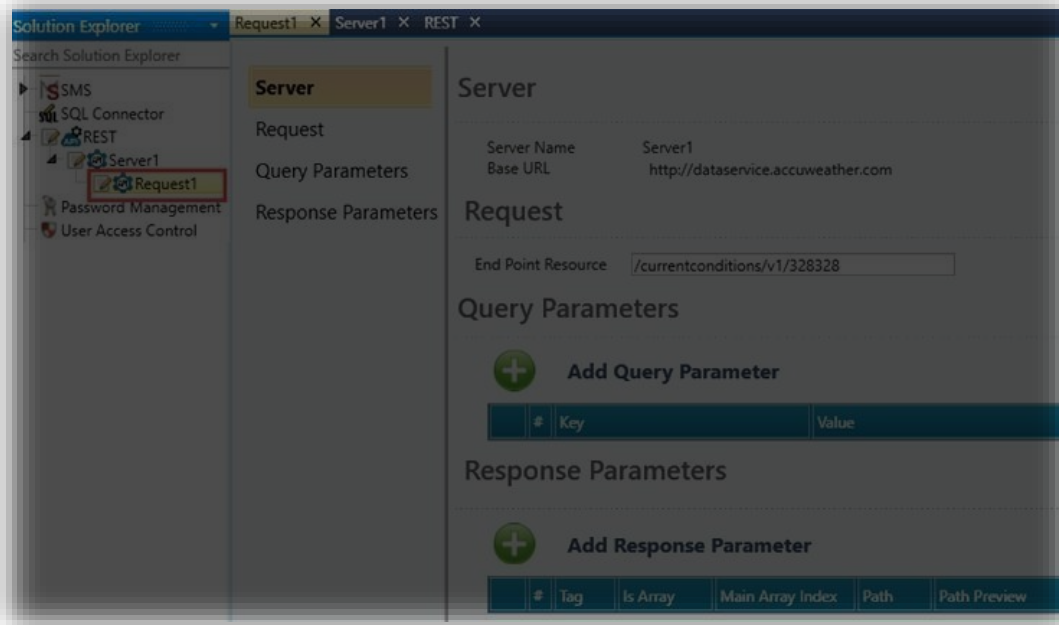 Solution Explorer
Request1 × Server1 × REST ×
Search Solution Explorer
SMS
SQL Connector
REST
Server1
Request1
Password Management
User Access Control
Server
Request
Query Parameters
Response Parameters
Server
Server Name Server1
Base URL http://dataservice.accuweather.com
Request
End Point Resource /currentconditions/v1/328328
Query Parameters
Add Query Parameter
# Key Value
Response Parameters
Add Response Parameter
# Tag Is Array Main Array Index Path Path Preview